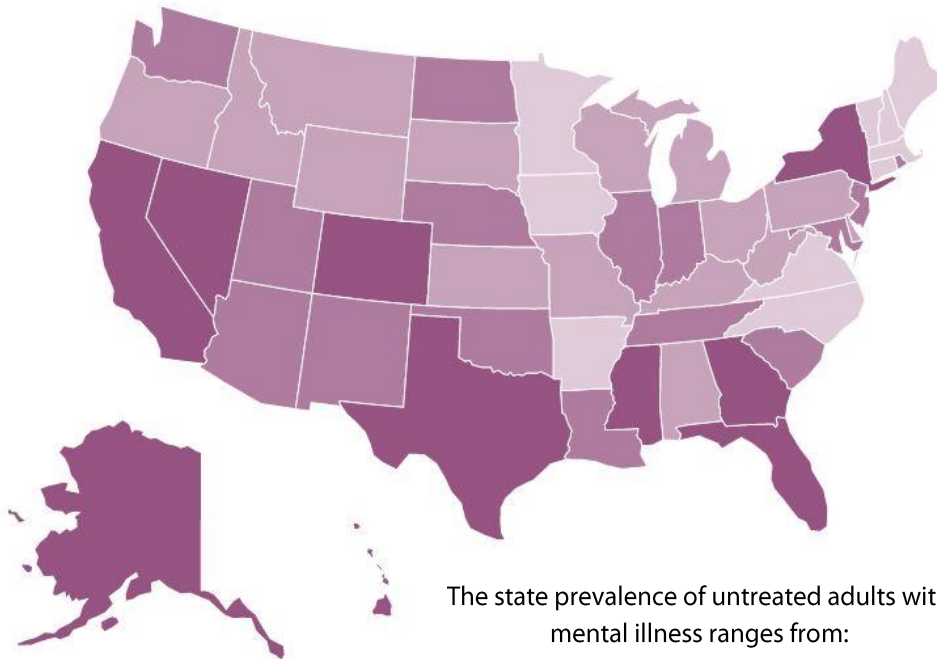 The state prevalence of untreated adults wit
mental illness ranges from: